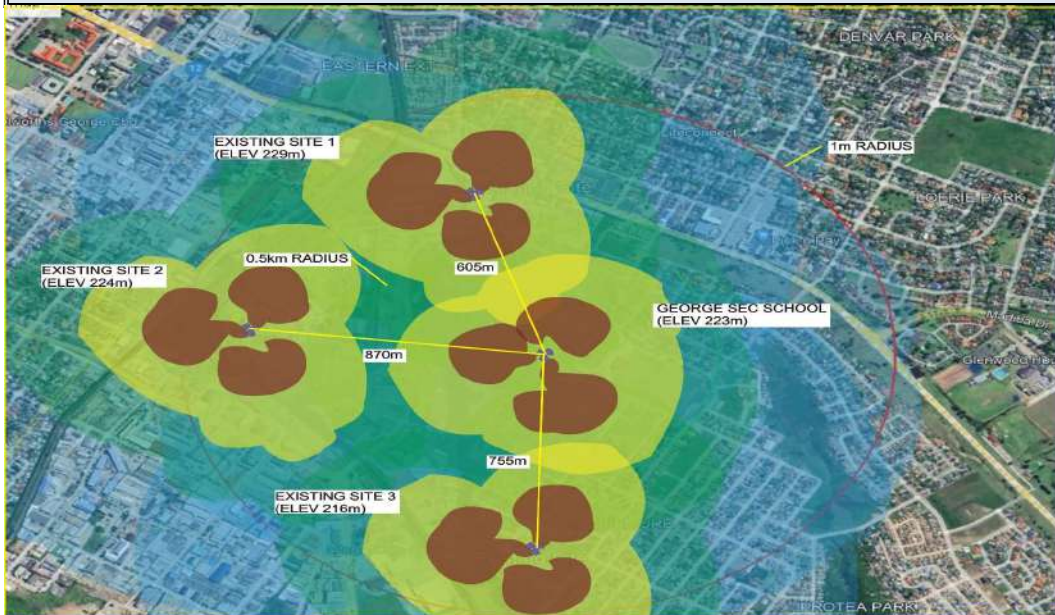 DENVAR PARK
EASTERN EXT
EXISTING SITE 1
(ELEV 229m)
1m RADIUS
LOERIE PARK
0.5km RADIUS
EXISTING SITE 2
(ELEV 224m)
605m
GEORGE SEC SCHOOL
(ELEV 223m)
870m
755m
EXISTING SITE 3
(ELEV 216m)
PROTEA PARK